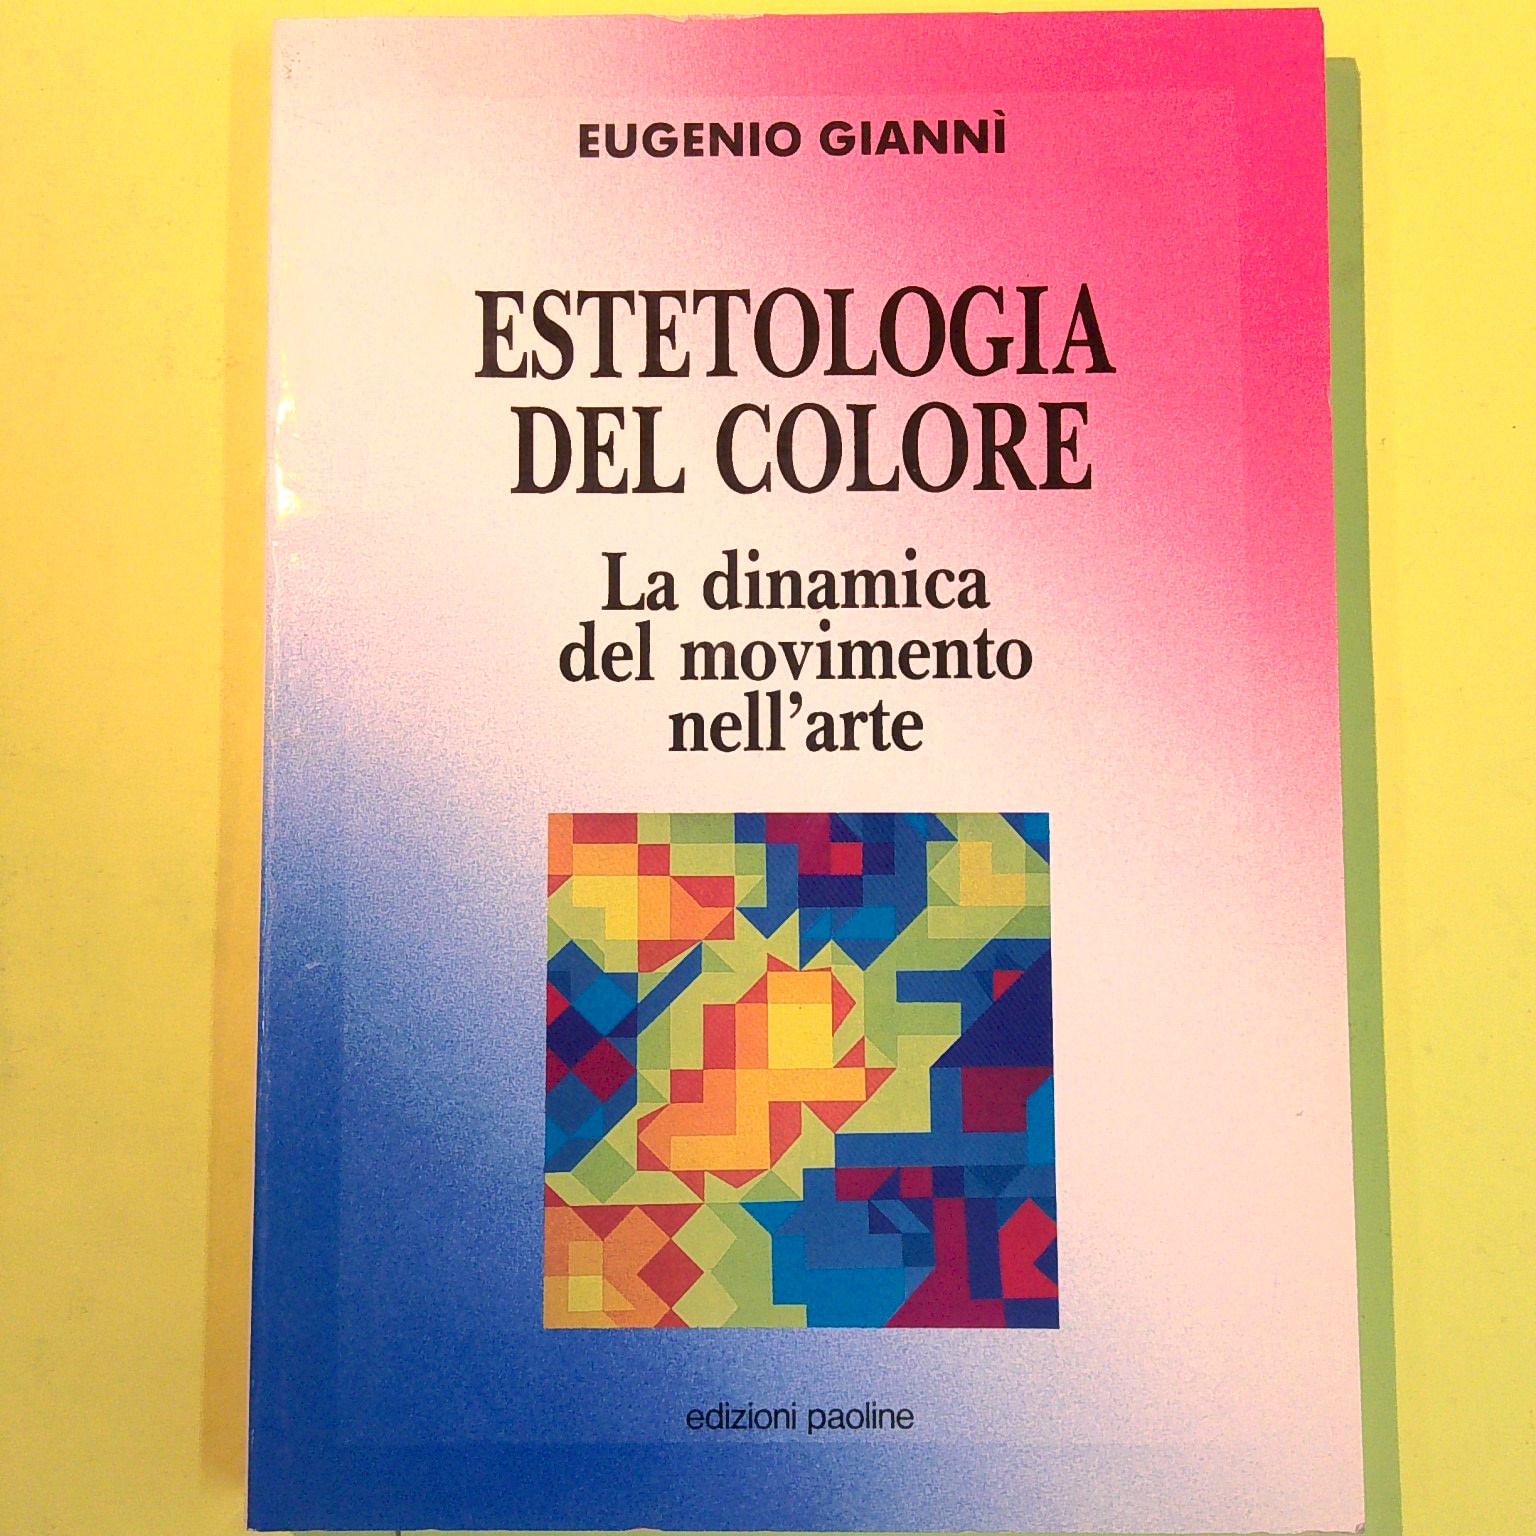 EUGENIO GIANNÌ
ESTETOLOGIA
DEL COLORE
La dinamica
del movimento
nell’arte
edizioni paoline